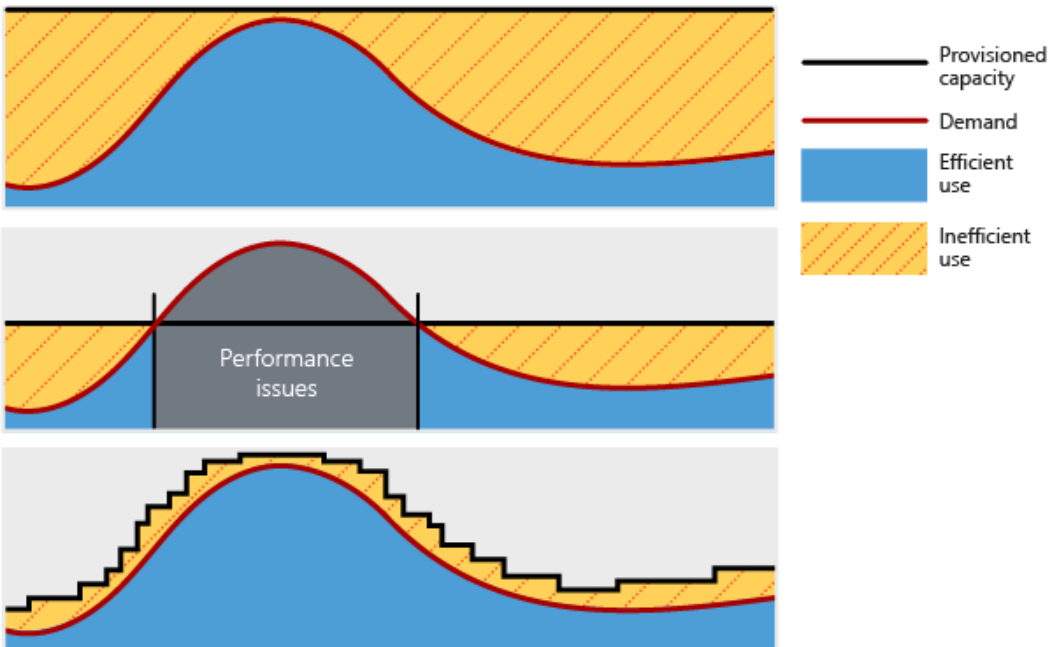 Provisioned
capacity
Demand
Efficient
use
Inefficient
use
Performance
issues